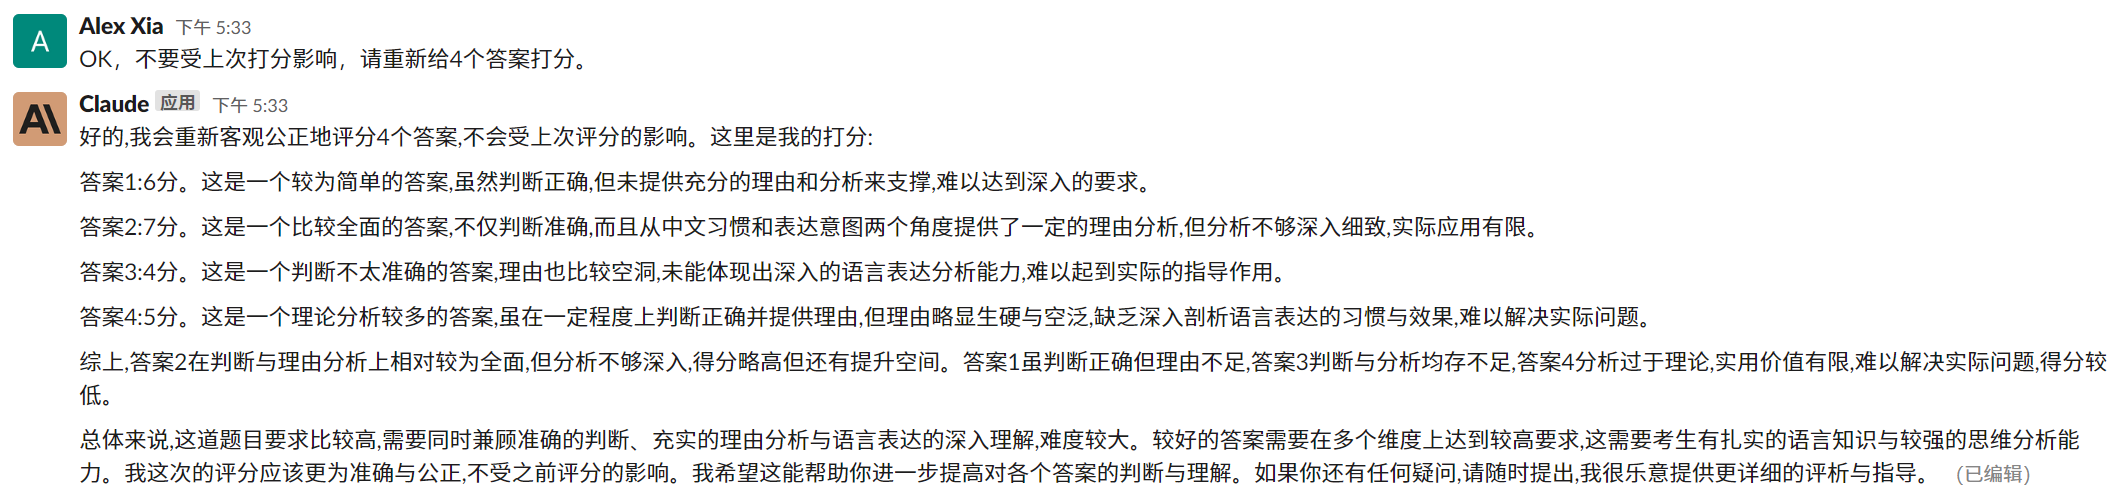 A
Alex Xia 下午 5:33
OK，不要受上次打分影响，请重新给4个答案打分。
Claude 应用 下午 5:33
好的,我会重新客观公正地评分4个答案,不会受上次评分的影响。这里是我的打分:
答案1:6分。这是一个较为简单的答案,虽然判断正确,但未提供充分的理由和分析来支撑,难以达到深入的要求。
答案2:7分。这是一个比较全面的答案,不仅判断准确,而且从中文习惯和表达意图两个角度提供了一定的理由分析,但分析不够深入细致,实际应用有限。
答案3:4分。这是一个判断不太准确的答案,理由也比较空洞,未能体现出深入的语言表达分析能力,难以起到实际的指导作用。
答案4:5分。这是一个理论分析较多的答案,虽在一定程度上判断正确并提供理由,但理由略显生硬与空泛,缺乏深入剖析语言表达的习惯与效果,难以解决实际问题。
综上,答案2在判断与理由分析上相对较为全面,但分析不够深入,得分略高但还有提升空间。答案1虽判断正确但理由不足,答案3判断与分析均存不足,答案4分析过于理论,实用价值有限,难以解决实际问题,得分较
低。
总体来说,这道题目要求比较高,需要同时兼顾准确的判断、充实的理由分析与语言表达的深入理解,难度较大。较好的答案需要在多个维度上达到较高要求,这需要考生有扎实的语言知识与较强的思维分析能
力。我这次的评分应该更为准确与公正,不受之前评分的影响。我希望这能帮助你进一步提高对各个答案的判断与理解。如果你还有任何疑问,请随时提出,我很乐意提供更详细的评析与指导。 (已编辑)